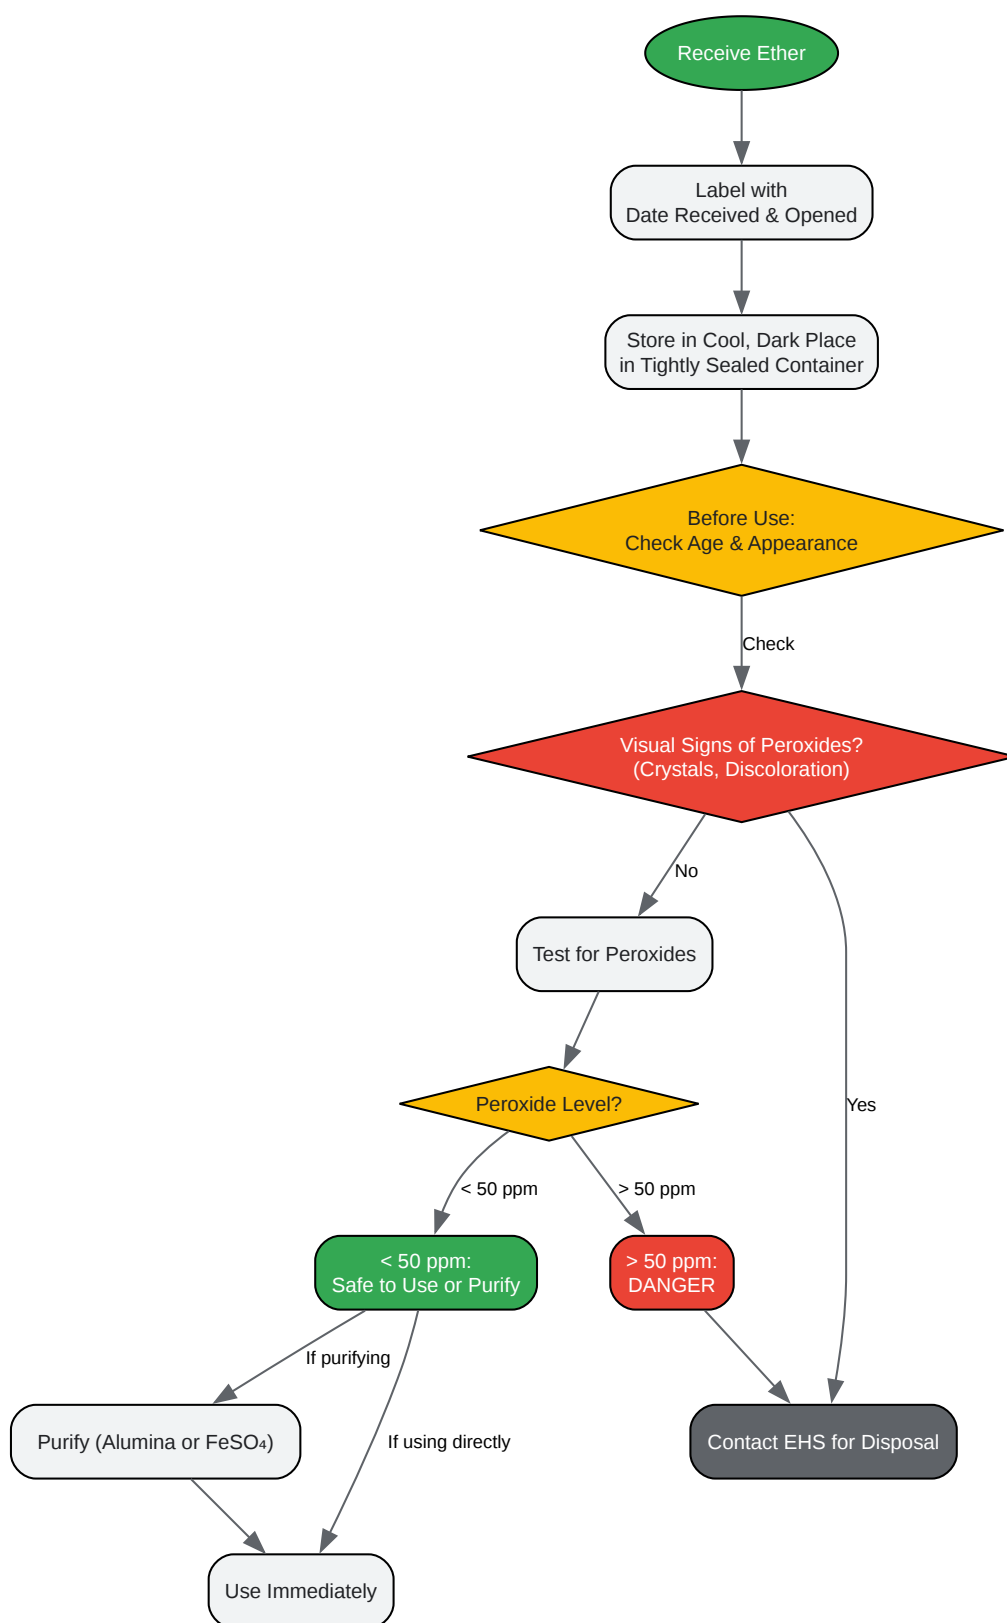 Receive Ether
Label with
Date Received & Opened
Store in Cool, Dark Place
in Tightly Sealed Container
Before Use:
Check Age & Appearance
Check
Visual Signs of Peroxides?
(Crystals, Discoloration)
No
Test for Peroxides
Peroxide Level?
Yes
< 50 ppm
> 50 ppm
< 50 ppm:
Safe to Use or Purify
> 50 ppm:
DANGER
If purifying
If using directly
Purify (Alumina or FeSO₄)
Contact EHS for Disposal
Use Immediately